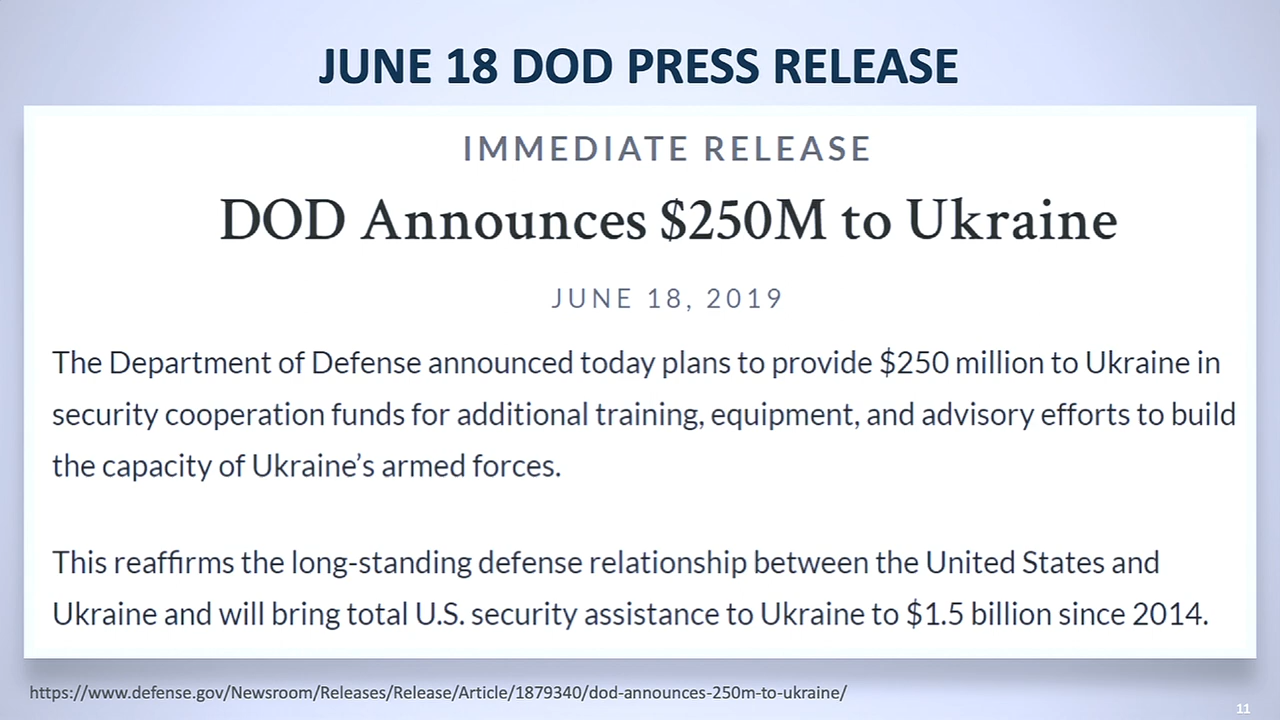 JUNE 18 DOD PRESS RELEASE
IMMEDIATE RELEASE
DOD Announces $250M to Ukraine
JUNE 18, 2019
The Department of Defense announced today plans to provide $250 million to Ukraine in
security cooperation funds for additional training, equipment, and advisory efforts to build
the capacity of Ukraine’s armed forces.
This reaffirms the long-standing defense relationship between the United States and
Ukraine and will bring total U.S. security assistance to Ukraine to $1.5 billion since 2014.
https://www.defense.gov/Newsroom/Releases/Release/Article/1879340/dod-announces-250m-to-ukraine/
11